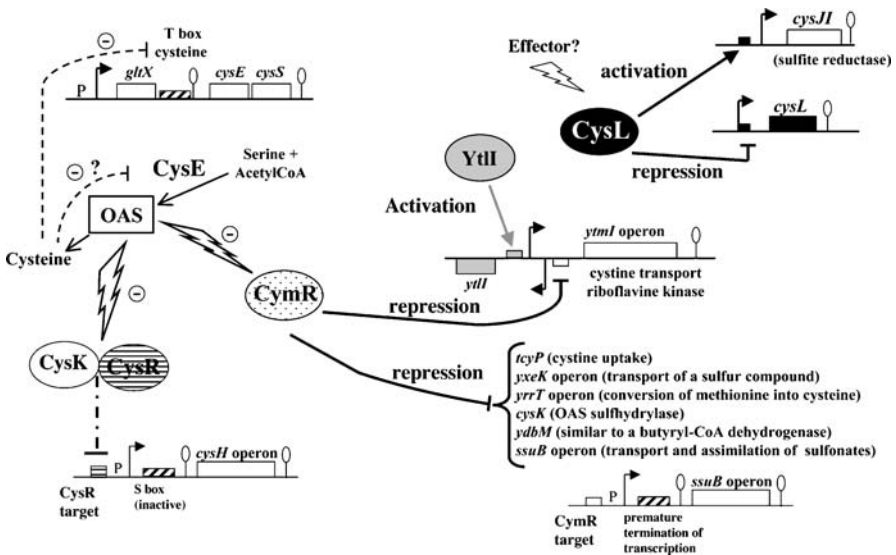 T box
cysteine
P
gltX
cysE
cysS
Effector?
activation
cysJI
(sulfite reductase)
CysL
cysL
repression
?
CysE
Serine +
AcetylCoA
OAS
Cysteine
YtlI
Activation
ytmI operon
ytlI
cystine transport
riboflavine kinase
CymR
repression
CysK
CysR
repression
tcyP (cystine uptake)
yxeK operon (transport of a sulfur compound)
yrrT operon (conversion of methionine into cysteine)
cysK (OAS sulfhydrylase)
ydbM (similar to a butyryl-CoA dehydrogenase)
ssuB operon (transport and assimilation of sulfonates)
P
cysH operon
CysR
target
S box
(inactive)
P
ssuB operon
CymR
target
premature
termination of
transcription